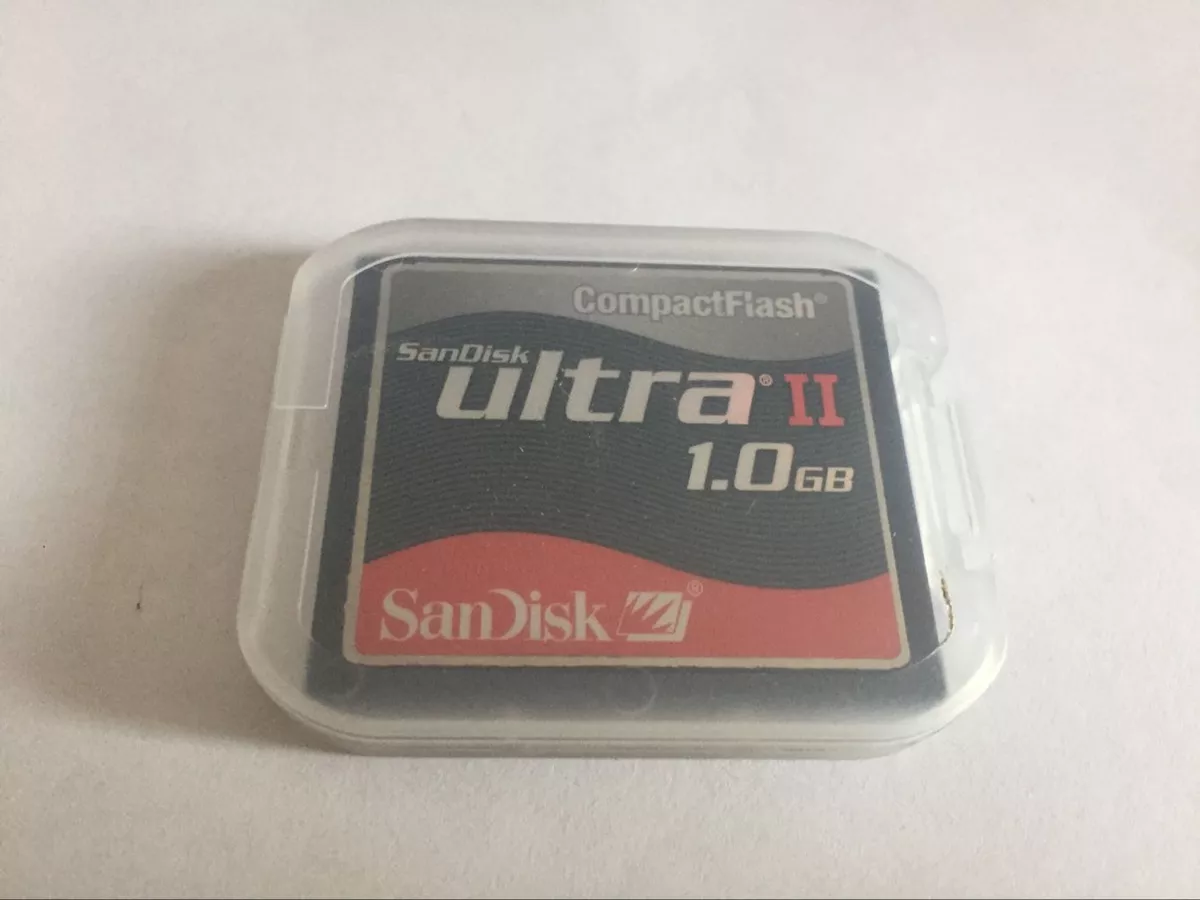 CompactFlash®
SanDisk
ultra® II
1.0GB
SanDisk®